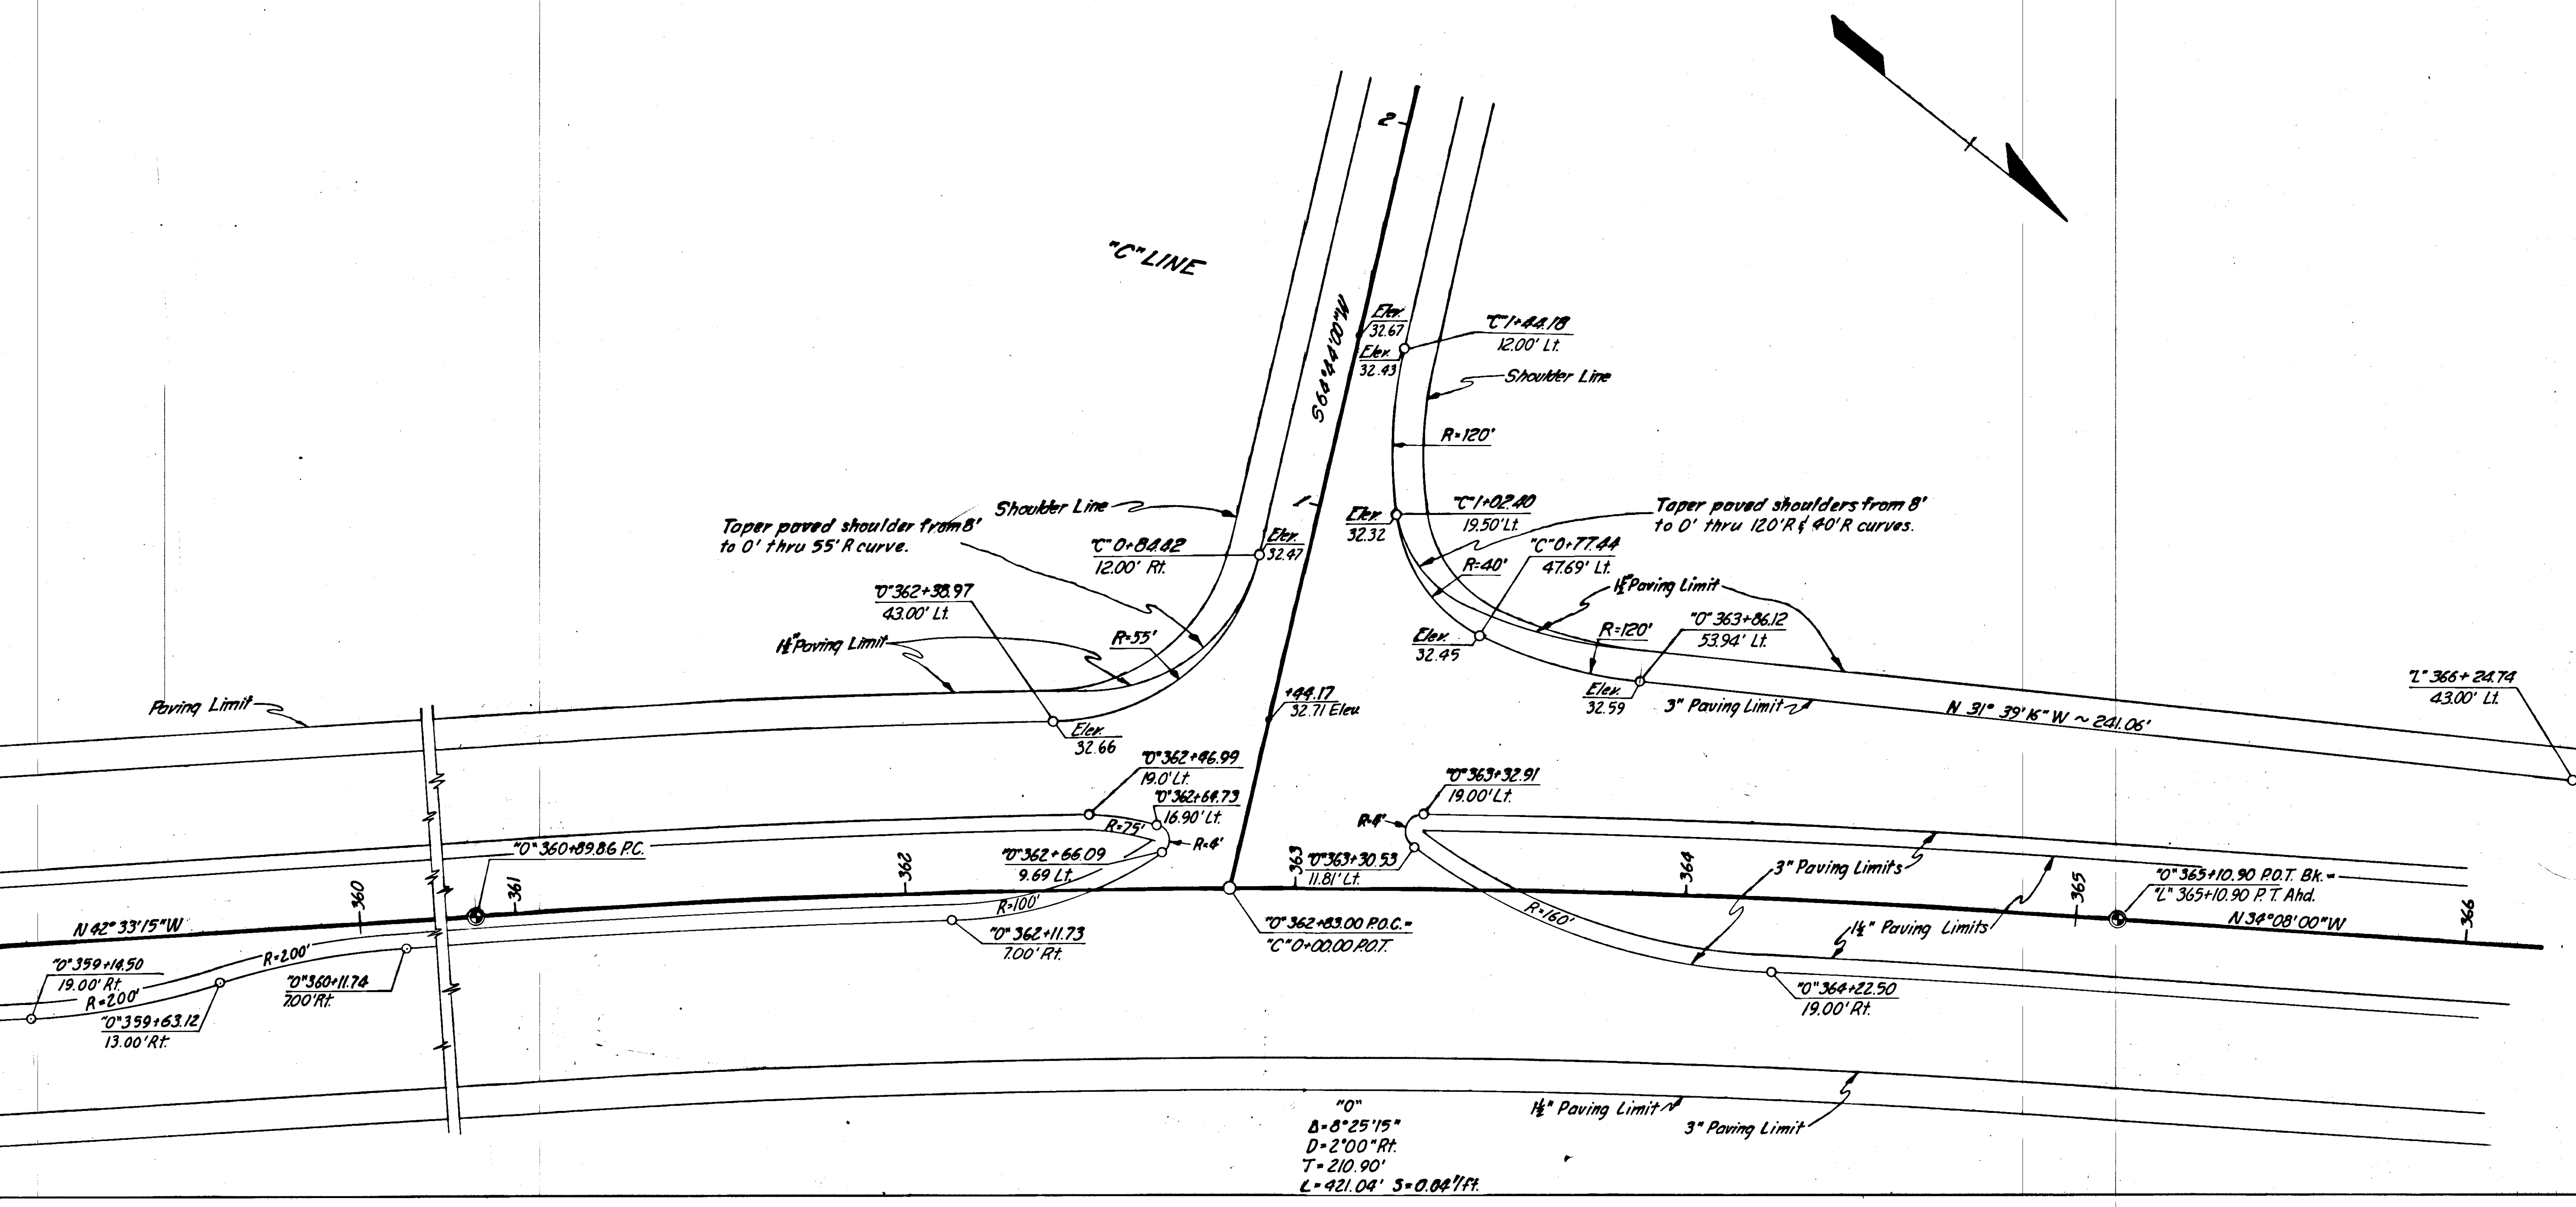 2
"C" LINE
S64°44'00"W
Elev.
32.67
Elev.
32.43
"C" 1+44.18
12.00' Lt.
Shoulder Line
R=120'
1
Shoulder Line
Taper paved shoulder from 8'
to 0' thru 55' R curve.
"C" 0+84.42
12.00' Rt.
Elev.
32.47
Elev.
32.32
"C" 1+02.40
19.50' Lt.
Taper paved shoulders from 8'
to 0' thru 120'R & 40'R curves.
"C" 0+77.44
47.69' Lt.
R=40'
1½" Paving Limit
"O" 362+38.97
43.00' Lt.
1½" Paving Limit
R=55'
Elev.
32.45
R=120'
"O" 363+86.12
53.94' Lt.
Elev.
32.59
3" Paving Limit
N 31° 39' 16" W ~ 241.06'
"L" 366+24.74
43.00' Lt.
Paving Limit
Elev.
32.66
+44.17
32.71 Elev.
"O" 362+46.99
19.0' Lt.
"O" 362+64.73
16.90' Lt.
R=75'
R=4'
"O" 363+32.91
19.00' Lt.
R=4'
"O" 360+89.86 P.C.
"O" 362+66.09
9.69 Lt.
"O" 363+30.53
11.81' Lt.
3" Paving Limits
"O" 365+10.90 P.O.T. Bk. =
"L" 365+10.90 P.T. Ahd.
360
361
362
363
364
365
366
N 42° 33' 15" W
R=100'
R=160'
1½" Paving Limits
N 34° 08' 00" W
"O" 362+83.00 P.O.C. =
"C" 0+00.00 P.O.T.
"O" 362+11.73
7.00' Rt.
R=200'
"O" 359+14.50
19.00' Rt.
R=200'
"O" 360+11.74
7.00' Rt.
"O" 359+63.12
13.00' Rt.
"O" 364+22.50
19.00' Rt.
1½" Paving Limit
3" Paving Limit
"O"
Δ=8°25'15"
D=2°00" Rt.
T=210.90'
L=421.04' S=0.04'/ft.